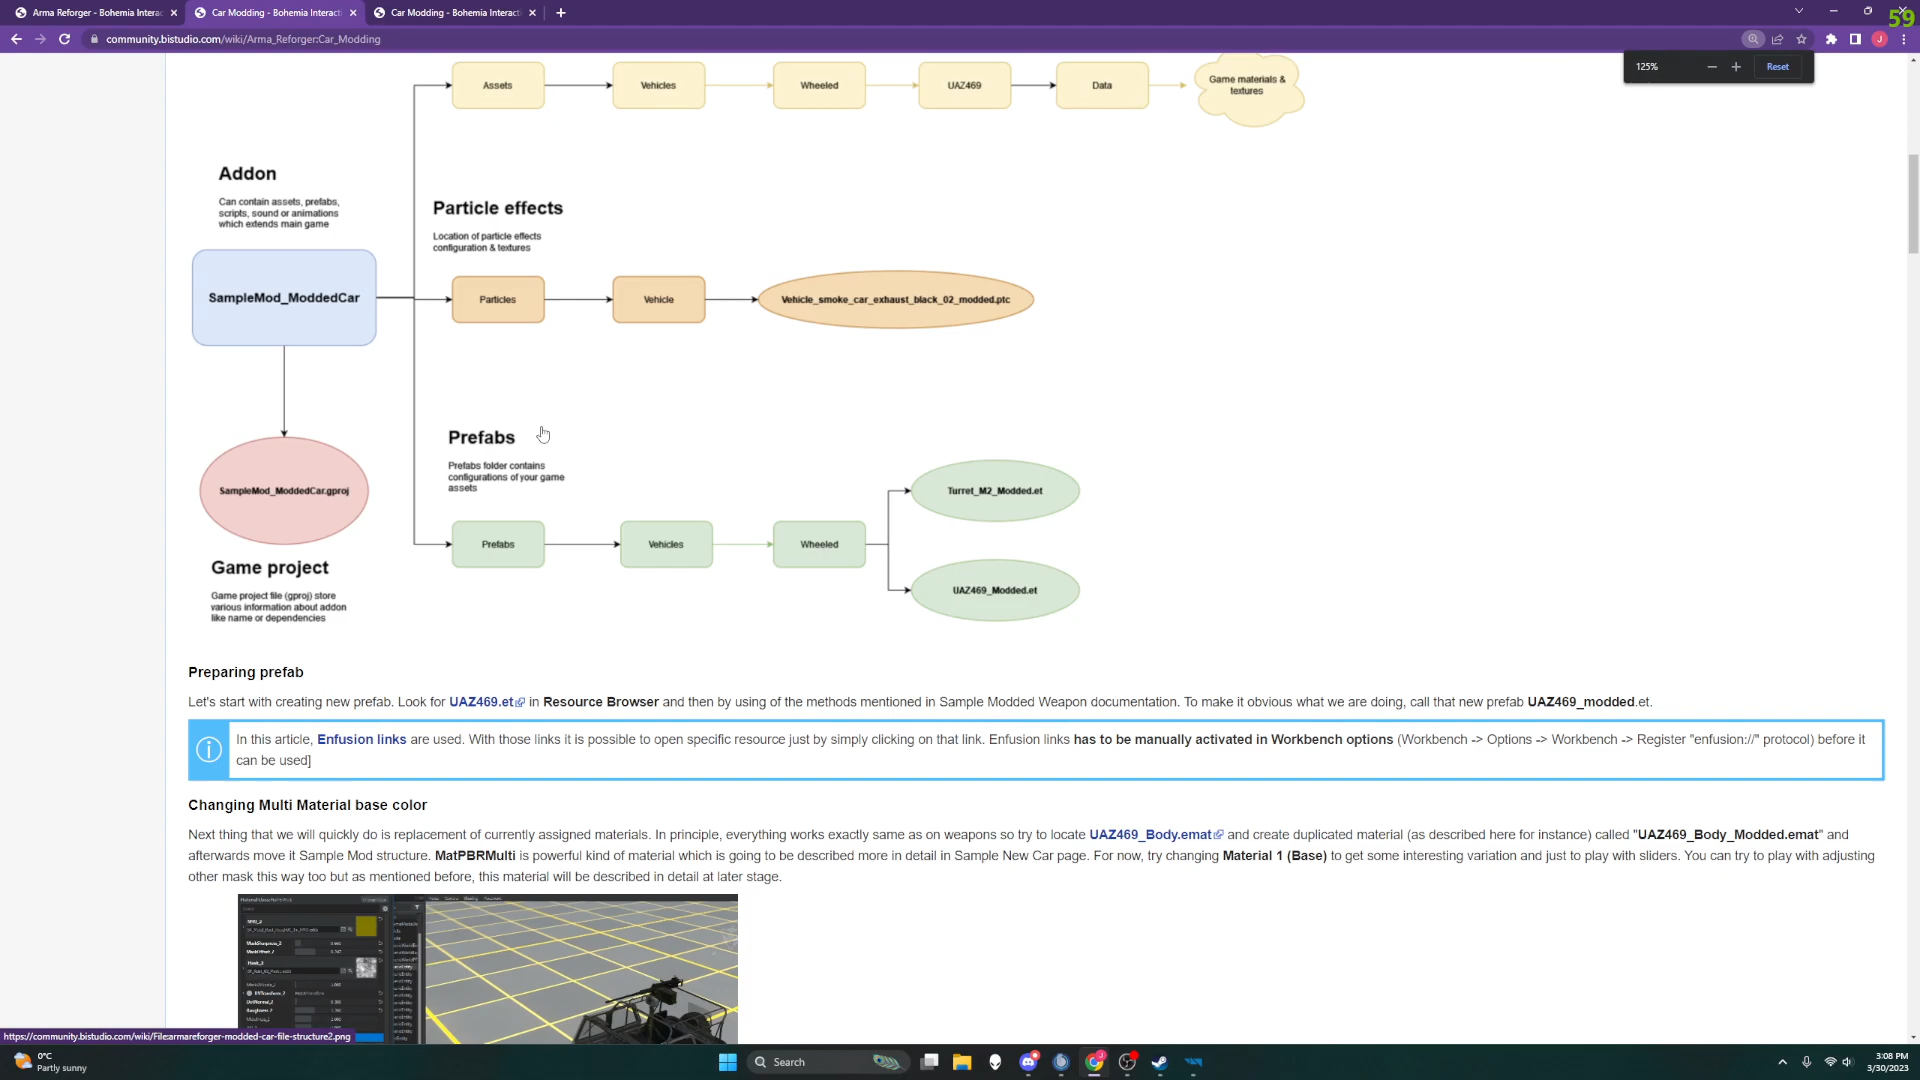 Arma Reforger - Bohemia Interac
Car Modding - Bohemia Interacti
Car Modding - Bohemia Interacti
59
community.bistudio.com/wiki/Arma_Reforger:Car_Modding
J
125%
Reset
Assets
Vehicles
Wheeled
UAZ469
Data
Game materials &
textures
Addon
Can contain assets, prefabs,
scripts, sound or animations
which extends main game
Particle effects
Location of particle effects
configuration & textures
SampleMod_ModdedCar
Particles
Vehicle
Vehicle_smoke_car_exhaust_black_02_modded.ptc
Prefabs
Prefabs folder contains
configurations of your game
assets
SampleMod_ModdedCar.gproj
Turret_M2_Modded.et
Prefabs
Vehicles
Wheeled
UAZ469_Modded.et
Game project
Game project file (gproj) store
various information about addon
like name or dependencies
Preparing prefab
Let's start with creating new prefab. Look for UAZ469.et in Resource Browser and then by using of the methods mentioned in Sample Modded Weapon documentation. To make it obvious what we are doing, call that new prefab UAZ469_modded.et.
In this article, Enfusion links are used. With those links it is possible to open specific resource just by simply clicking on that link. Enfusion links has to be manually activated in Workbench options (Workbench -> Options -> Workbench -> Register "enfusion://" protocol) before it
can be used]
Changing Multi Material base color
Next thing that we will quickly do is replacement of currently assigned materials. In principle, everything works exactly same as on weapons so try to locate UAZ469_Body.emat and create duplicated material (as described here for instance) called "UAZ469_Body_Modded.emat" and
afterwards move it Sample Mod structure. MatPBRMulti is powerful kind of material which is going to be described more in detail in Sample New Car page. For now, try changing Material 1 (Base) to get some interesting variation and just to play with sliders. You can try to play with adjusting
other mask this way too but as mentioned before, this material will be described in detail at later stage.
https://community.bistudio.com/wiki/File:armareforger-modded-car-file-structure2.png
0°C
Partly sunny
Search
3:08 PM
3/30/2023